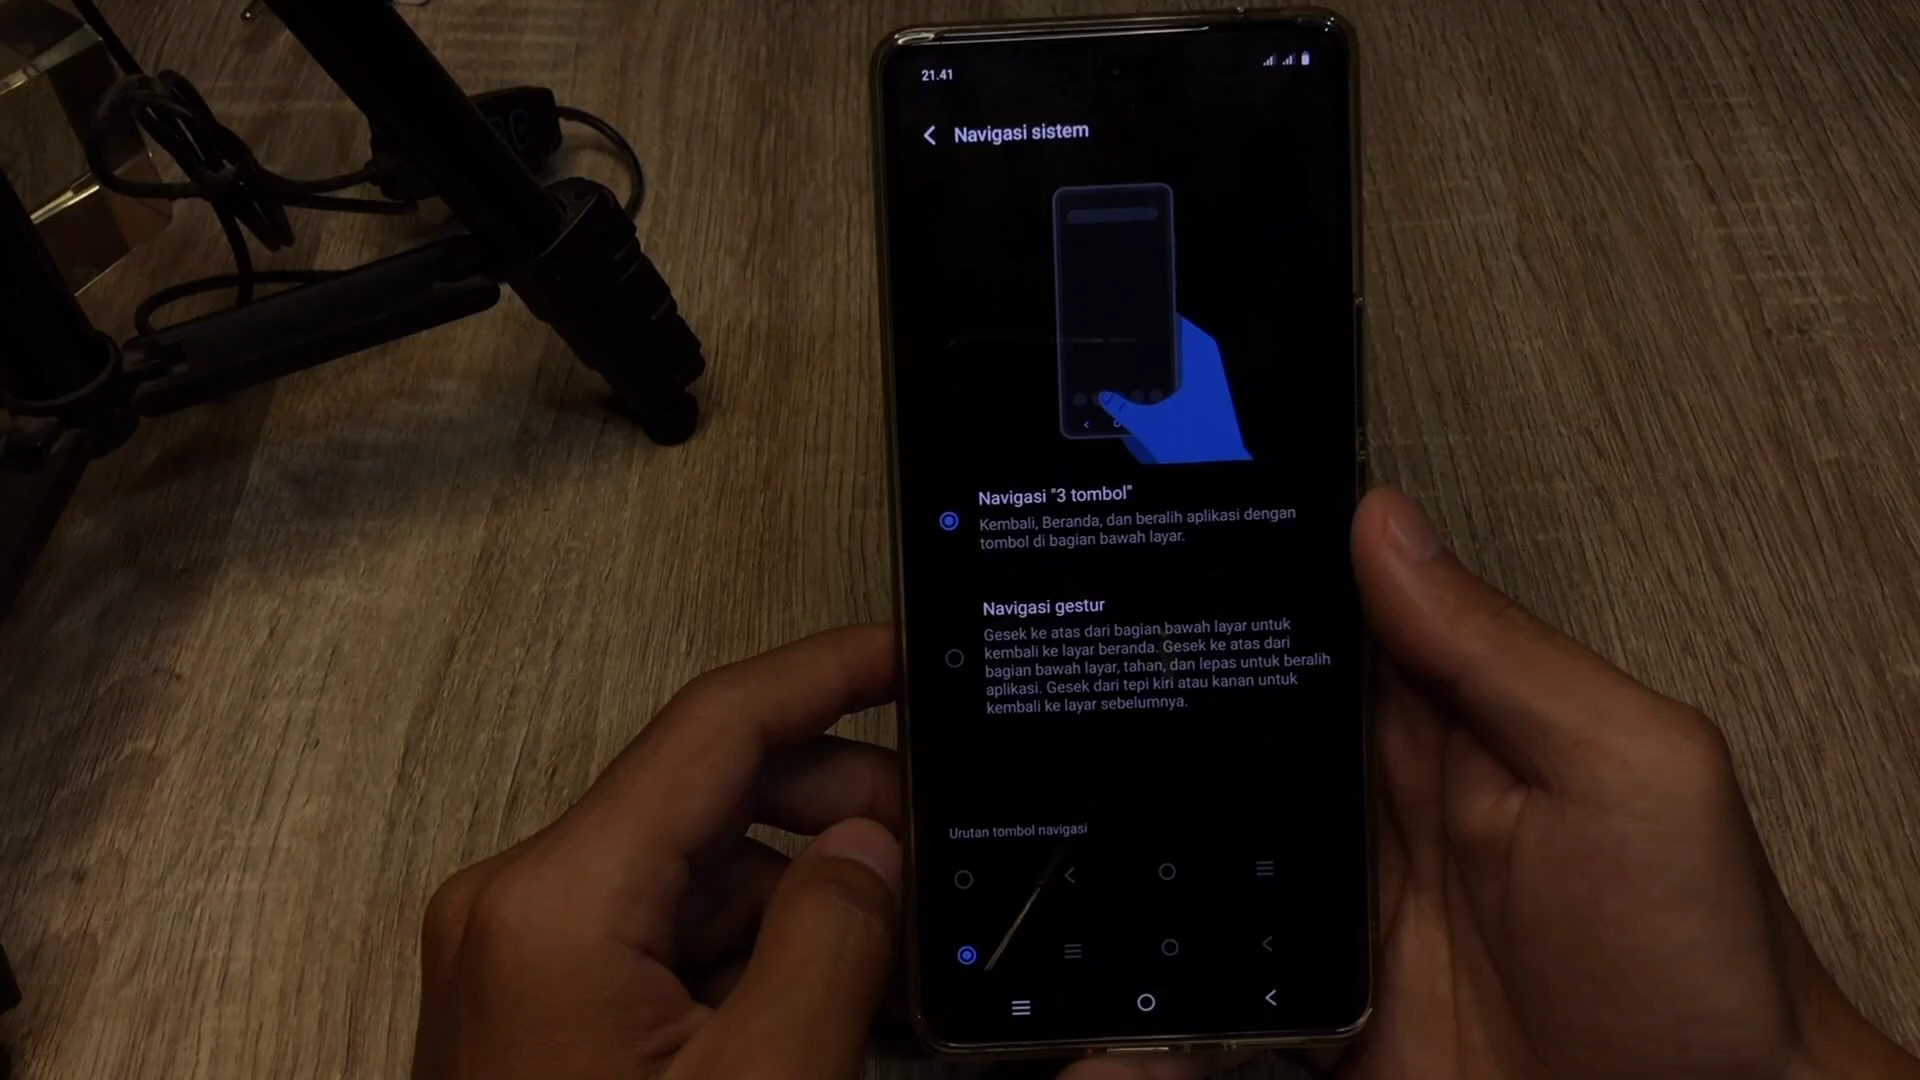 21.41
Navigasi sistem
Navigasi "3 tombol"
Kembali, Beranda, dan beralih aplikasi dengan
tombol di bagian bawah layar.
Navigasi gestur
Gesek ke atas dari bagian bawah layar untuk
kembali ke layar beranda. Gesek ke atas dari
bagian bawah layar, tahan, dan lepas untuk beralih
aplikasi. Gesek dari tepi kiri atau kanan untuk
kembali ke layar sebelumnya.
Urutan tombol navigasi